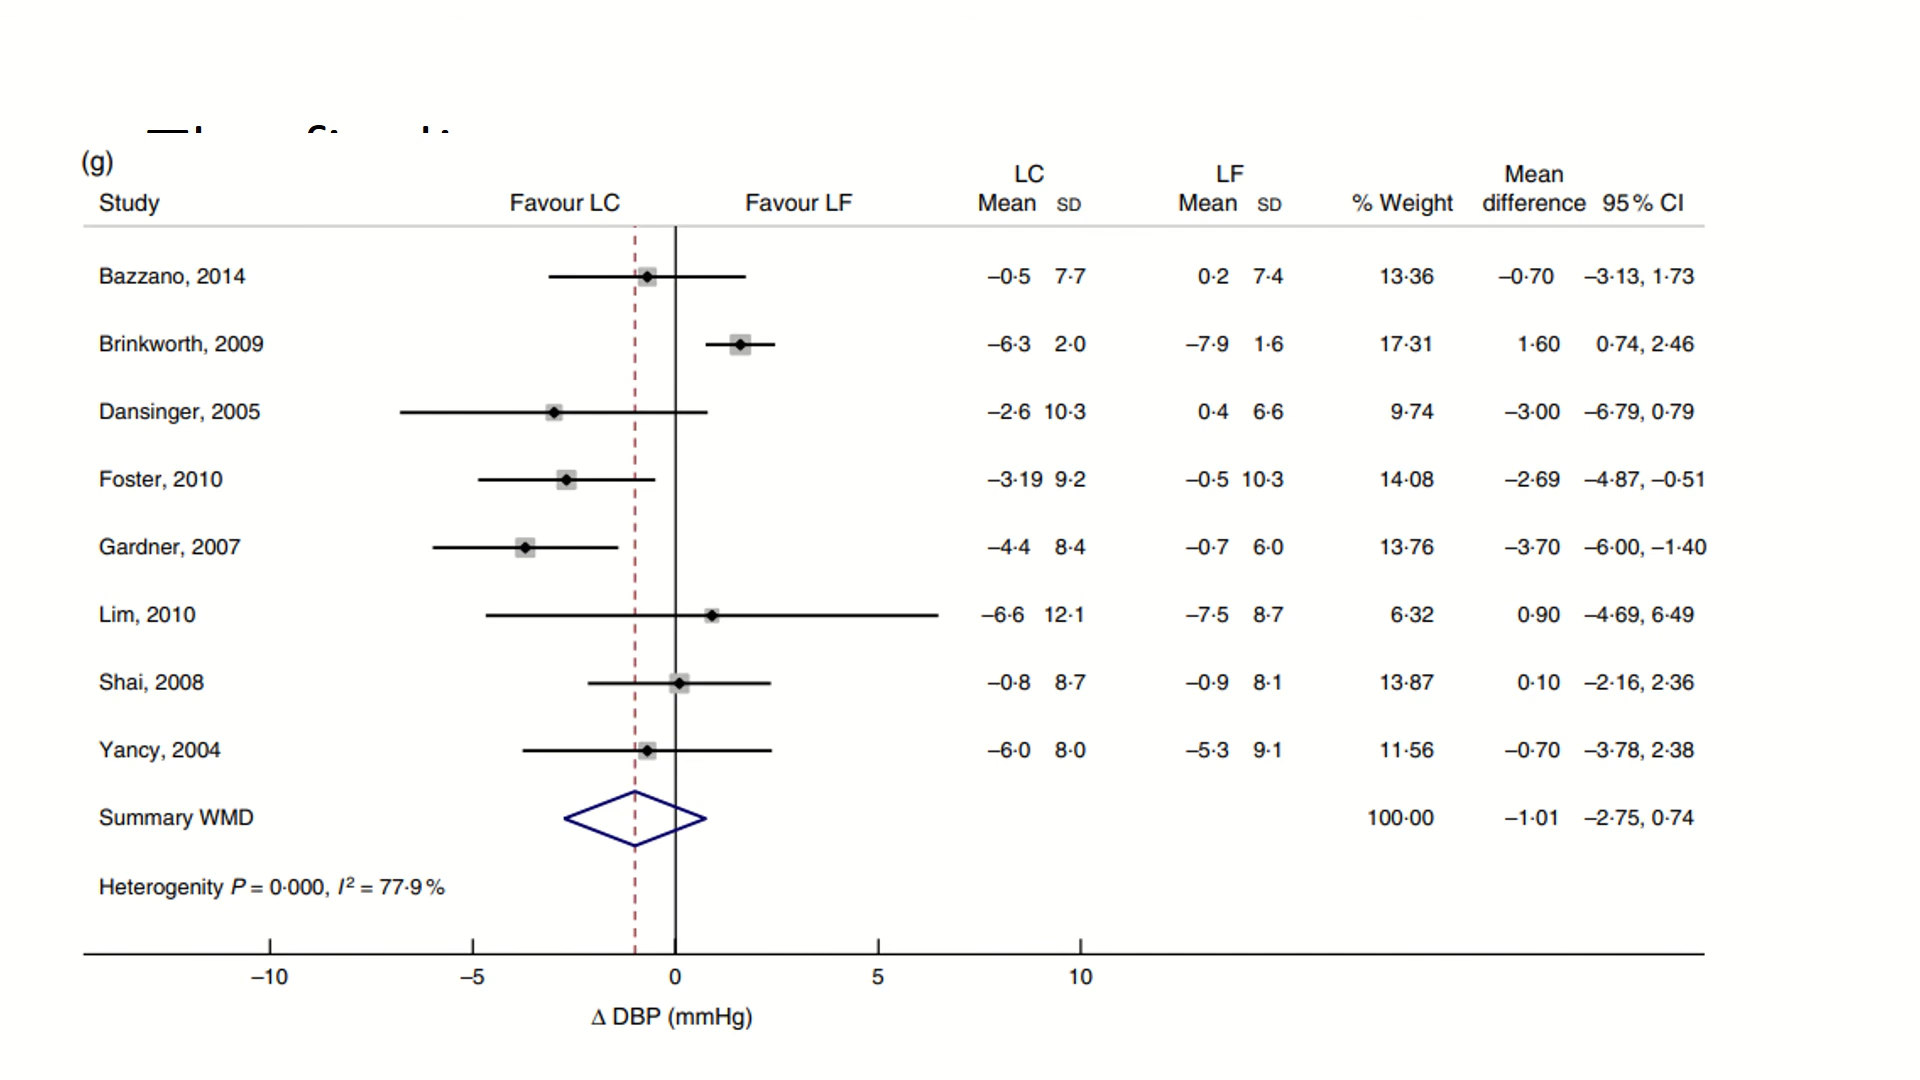 (g)
LC LF Mean
Study Favour LC Favour LF Mean SD Mean SD % Weight difference 95 % CI
Bazzano, 2014 –0·5 7·7 0·2 7·4 13·36 –0·70 –3·13, 1·73
Brinkworth, 2009 –6·3 2·0 –7·9 1·6 17·31 1·60 0·74, 2·46
Dansinger, 2005 –2·6 10·3 0·4 6·6 9·74 –3·00 –6·79, 0·79
Foster, 2010 –3·19 9·2 –0·5 10·3 14·08 –2·69 –4·87, –0·51
Gardner, 2007 –4·4 8·4 –0·7 6·0 13·76 –3·70 –6·00, –1·40
Lim, 2010 –6·6 12·1 –7·5 8·7 6·32 0·90 –4·69, 6·49
Shai, 2008 –0·8 8·7 –0·9 8·1 13·87 0·10 –2·16, 2·36
Yancy, 2004 –6·0 8·0 –5·3 9·1 11·56 –0·70 –3·78, 2·38
Summary WMD 100·00 –1·01 –2·75, 0·74
Heterogenity P = 0·000, I² = 77·9 %
–10 –5 0 5 10
Δ DBP (mmHg)